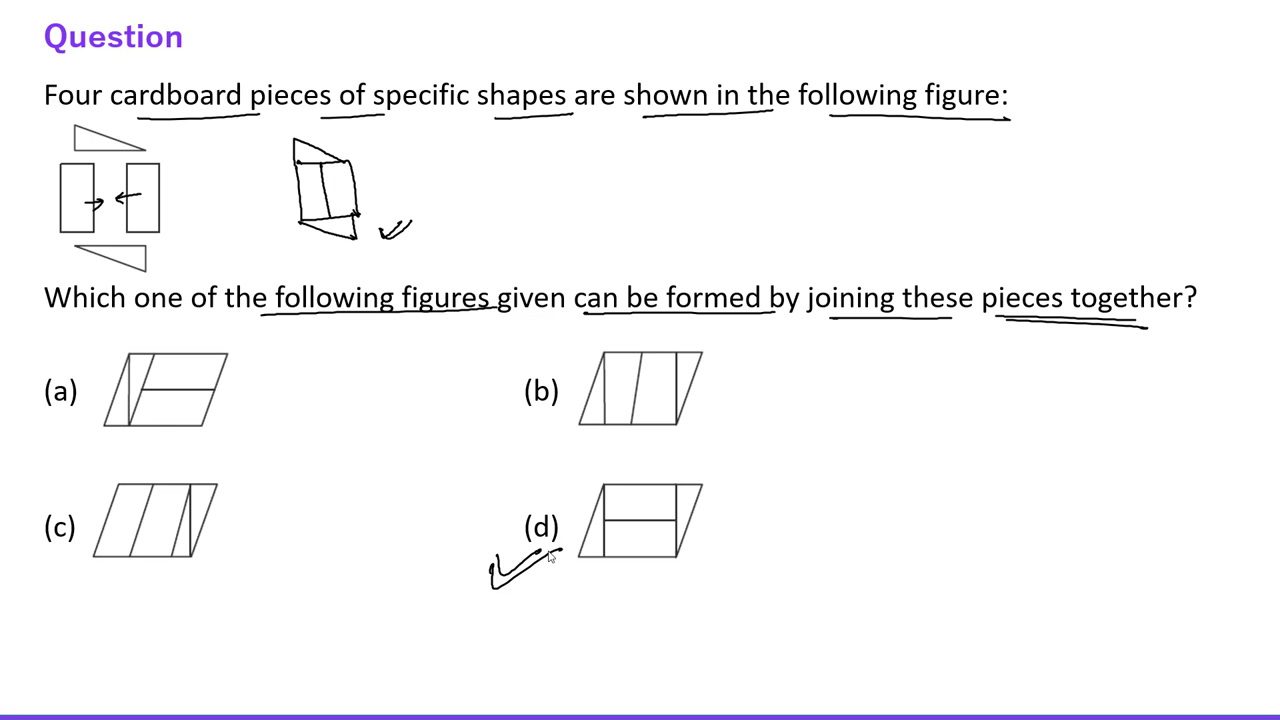 Question
Four cardboard pieces of specific shapes are shown in the following figure:
Which one of the following figures given can be formed by joining these pieces together?
(a)
(b)
(c)
(d)